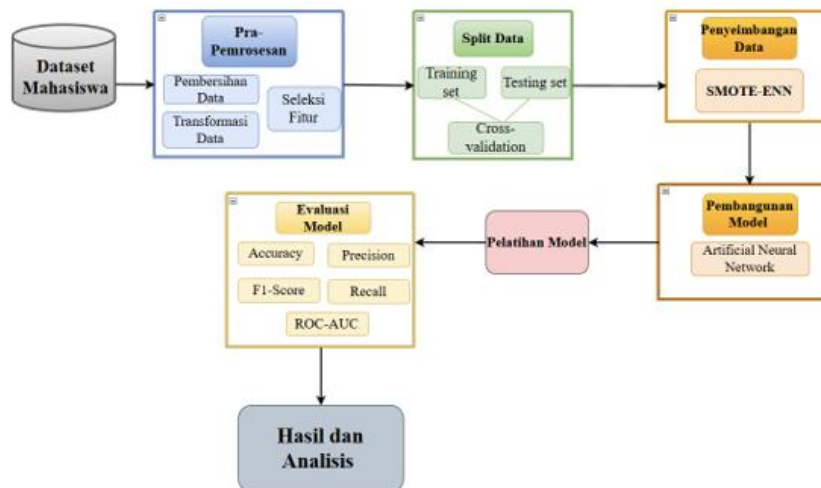 Dataset
Mahasiswa
Pra-
Pemrosesan
Pembersihan
Data
Transformasi
Data
Seleksi
Fitur
Split Data
Training
set
Testing set
Cross-
validation
Penyeimbangan
Data
SMOTE-ENN
Pembangunan
Model
Artificial Neural
Network
Pelatihan Model
Evaluasi
Model
Accuracy
Precision
F1-Score
Recall
ROC-AUC
Hasil dan
Analisis